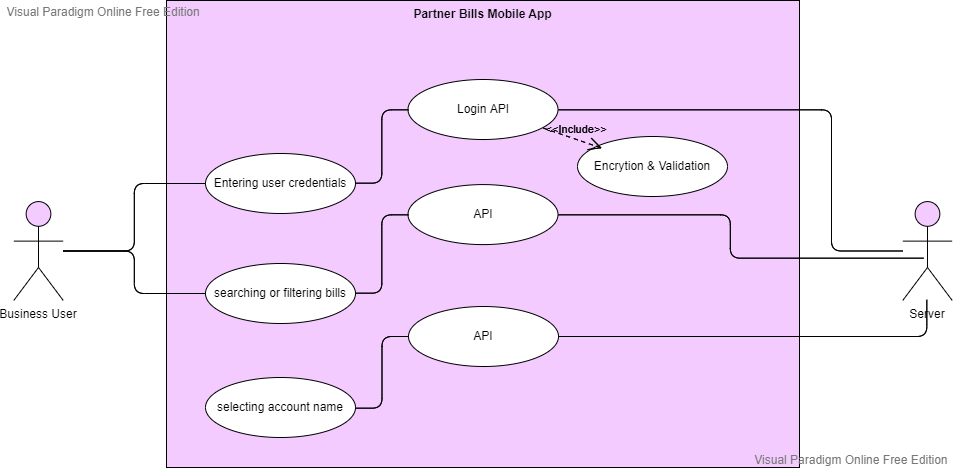 Visual Paradigm Online Free Edition
Partner Bills Mobile App
Login API
<<Include>>
Encrytion & Validation
Entering user credentials
API
searching or filtering bills
Business User
Server
API
selecting account name
Visual Paradigm Online Free Edition